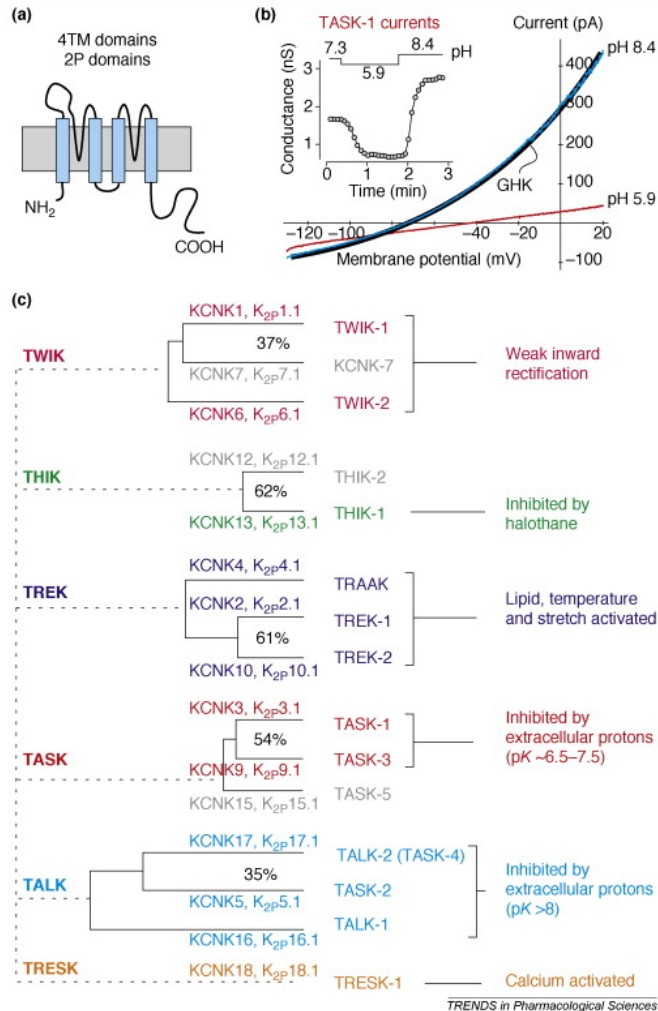 (a)
4TM domains
2P domains
NH2
COOH
(b)
TASK-1 currents
7.3
8.4
pH
5.9
Conductance (nS)
3
2
1
0
1
2
3
Time (min)
Current (pA)
pH 8.4
400
300
200
100
GHK
pH 5.9
−120
−80
−40
20
Membrane potential (mV)
−100
(c)
TWIK
KCNK1, K2P1.1
37%
KCNK7, K2P7.1
KCNK6, K2P6.1
TWIK-1
KCNK-7
TWIK-2
Weak inward
rectification
THIK
KCNK12, K2P12.1
62%
KCNK13, K2P13.1
THIK-2
THIK-1
Inhibited by
halothane
TREK
KCNK4, K2P4.1
KCNK2, K2P2.1
61%
KCNK10, K2P10.1
TRAAK
TREK-1
TREK-2
Lipid, temperature
and stretch activated
TASK
KCNK3, K2P3.1
54%
KCNK9, K2P9.1
KCNK15, K2P15.1
TASK-1
TASK-3
TASK-5
Inhibited by
extracellular protons
(pK ~6.5–7.5)
TALK
KCNK17, K2P17.1
35%
KCNK5, K2P5.1
KCNK16, K2P16.1
TALK-2 (TASK-4)
TASK-2
TALK-1
Inhibited by
extracellular protons
(pK >8)
TRESK
KCNK18, K2P18.1
TRESK-1
Calcium activated
TRENDS in Pharmacological Sciences